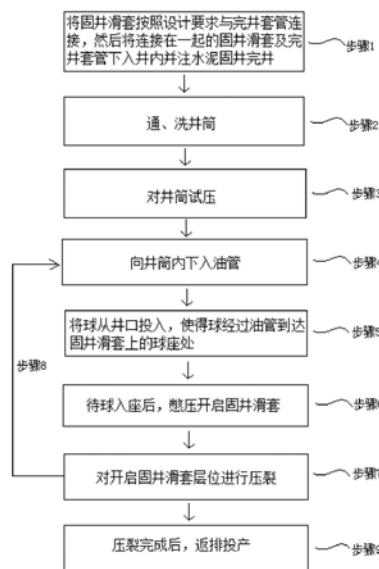 将固井滑套按照设计要求与完井套管连
接，然后将连接在一起的固井滑套及完
井套管下入井内并注水泥固井完井
步骤1
通、洗井筒
步骤2
对井筒试压
步骤3
向井筒内下入油管
步骤4
将球从井口投入，使得球经过油管到达
固井滑套上的球座处
步骤5
步骤8
待球入座后，憋压开启固井滑套
步骤6
对开启固井滑套层位进行压裂
步骤7
压裂完成后，返排投产
步骤9